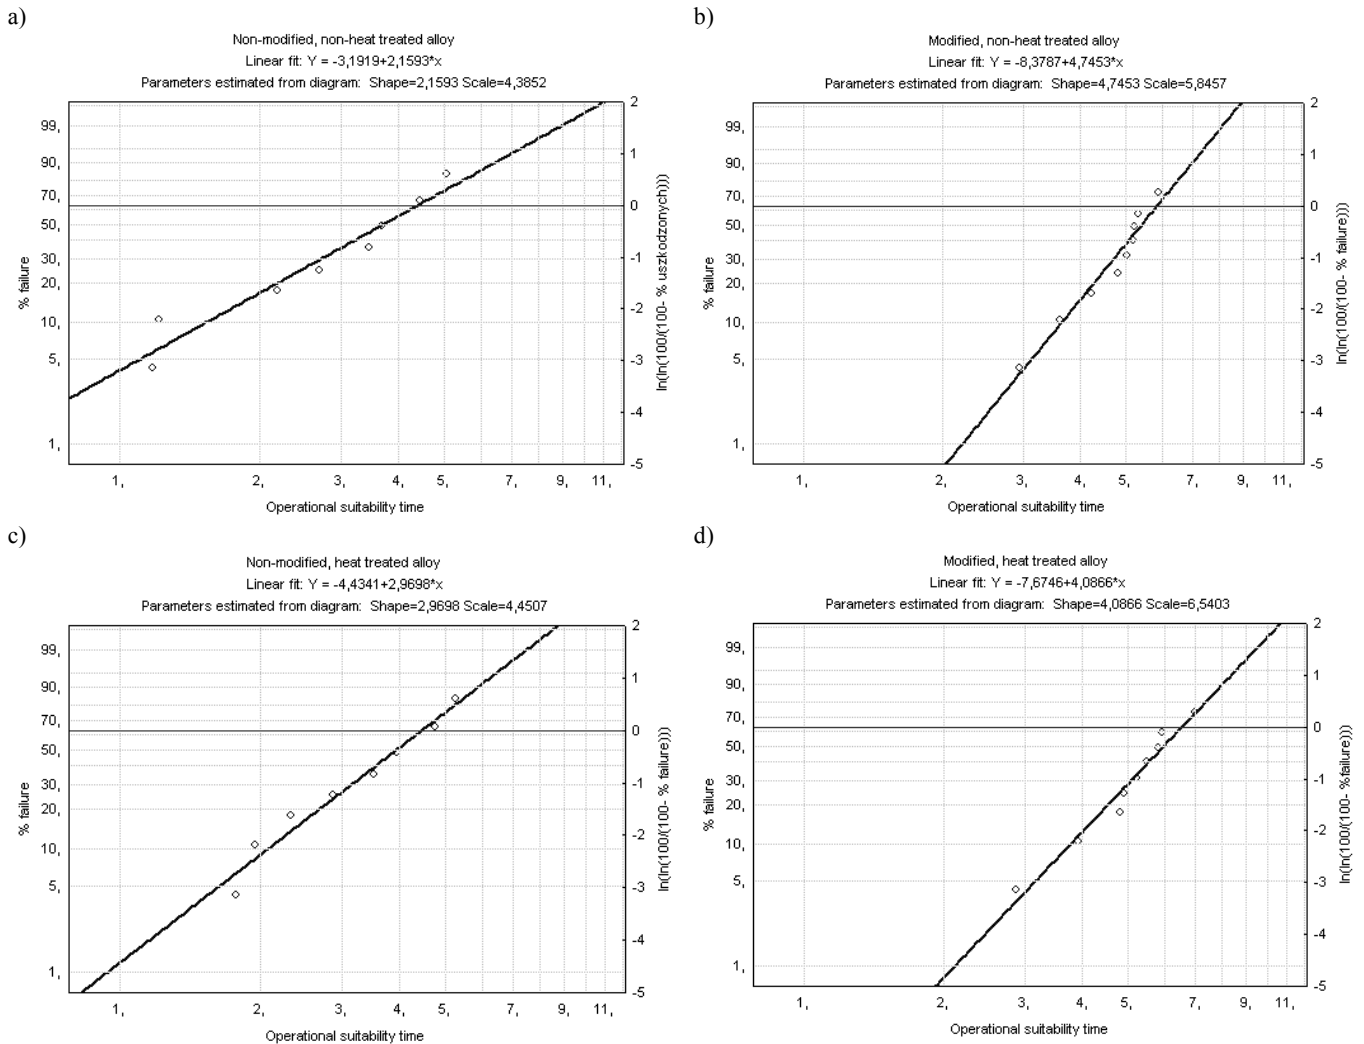 a)
Non-modified, non-heat treated alloy
Linear fit: Y = -3,1919+2,1593*x
Parameters estimated from diagram: Shape=2,1593 Scale=4,3852
99,
90,
70,
50,
30,
20,
10,
5,
1,
% failure
2
1
0
-1
-2
-3
-4
-5
ln(ln(100/(100- % uszkodzonych)))
1, 2, 3, 4, 5, 7, 9, 11,
Operational suitability time
b)
Modified, non-heat treated alloy
Linear fit: Y = -8,3787+4,7453*x
Parameters estimated from diagram: Shape=4,7453 Scale=5,8457
99,
90,
70,
50,
30,
20,
10,
5,
1,
% failure
2
1
0
-1
-2
-3
-4
-5
ln(ln(100/(100- % failure)))
1, 2, 3, 4, 5, 7, 9, 11,
Operational suitability time
c)
Non-modified, heat treated alloy
Linear fit: Y = -4,4341+2,9698*x
Parameters estimated from diagram: Shape=2,9698 Scale=4,4507
99,
90,
70,
50,
30,
20,
10,
5,
1,
% failure
2
1
0
-1
-2
-3
-4
-5
ln(ln(100/(100- % failure)))
1, 2, 3, 4, 5, 7, 9, 11,
Operational suitability time
d)
Modified, heat treated alloy
Linear fit: Y = -7,6746+4,0866*x
Parameters estimated from diagram: Shape=4,0866 Scale=6,5403
99,
90,
70,
50,
30,
20,
10,
5,
1,
% failure
2
1
0
-1
-2
-3
-4
-5
ln(ln(100/(100- %failure)))
1, 2, 3, 4, 5, 7, 9, 11,
Operational suitability time